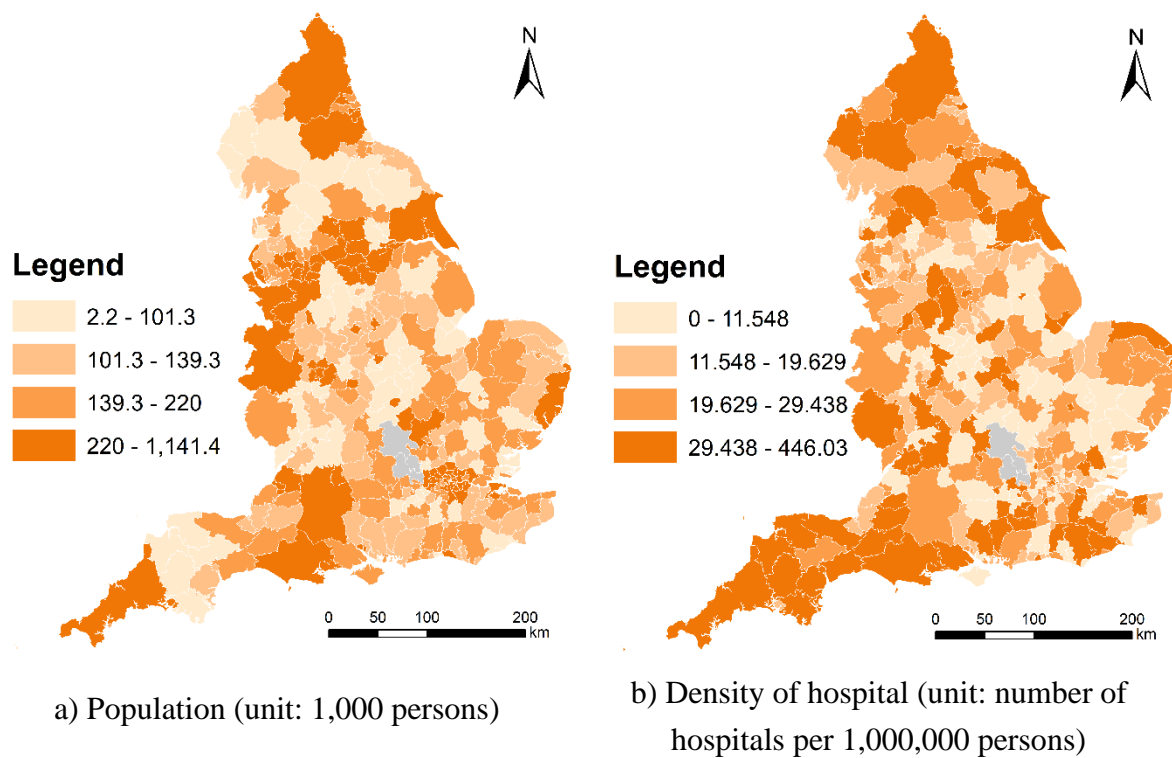 N
Legend
2.2 - 101.3
101.3 - 139.3
139.3 - 220
220 - 1,141.4
0 50 100 200
km
a) Population (unit: 1,000 persons)
N
Legend
0 - 11.548
11.548 - 19.629
19.629 - 29.438
29.438 - 446.03
0 50 100 200
km
b) Density of hospital (unit: number of
hospitals per 1,000,000 persons)